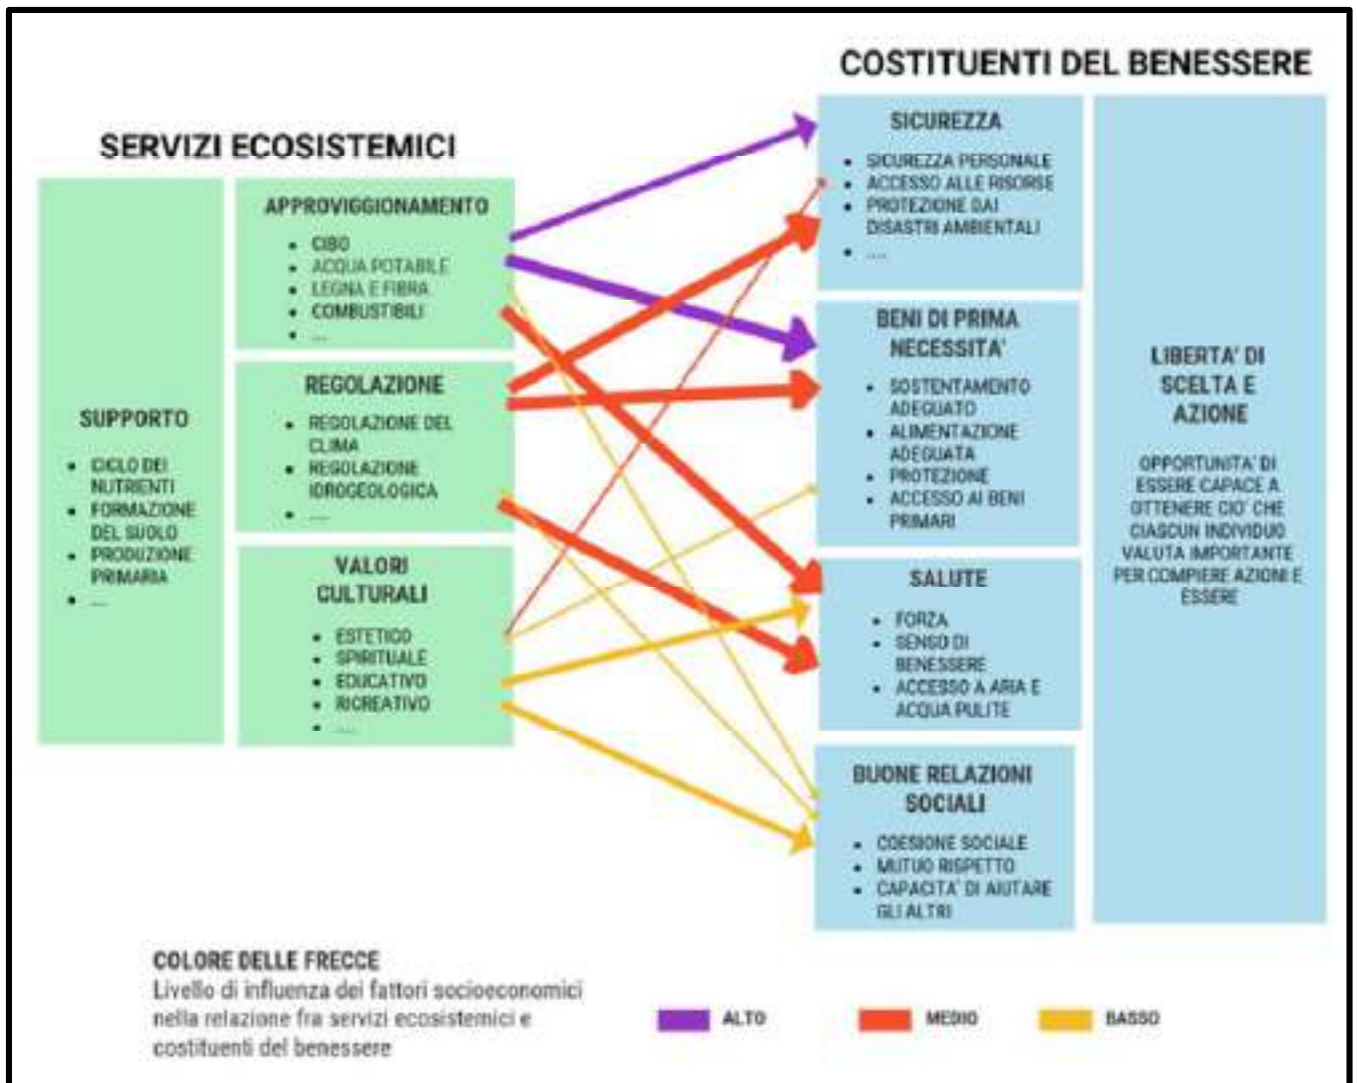 COSTITUENTI DEL BENESSERE
SERVIZI ECOSISTEMICI
SUPPORTO
• CICLO DEI
NUTRIENTI
• FORMAZIONE
DEL SUOLO
• PRODUZIONE
PRIMARIA
• ...
APPROVIGGIONAMENTO
• CIBO
• ACQUA POTABILE
• LEGNA E FIBRA
• COMBUSTIBILI
• ...
REGOLAZIONE
• REGOLAZIONE DEL
CLIMA
• REGOLAZIONE
IDROGEOLOGICA
• ....
VALORI
CULTURALI
• ESTETICO
• SPIRITUALE
• EDUCATIVO
• RICREATIVO
• ....
SICUREZZA
• SICUREZZA PERSONALE
• ACCESSO ALLE RISORSE
• PROTEZIONE DAI
DISASTRI AMBIENTALI
• ....
BENI DI PRIMA
NECESSITA'
• SOSTENTAMENTO
ADEGUATO
• ALIMENTAZIONE
ADEGUATA
• PROTEZIONE
• ACCESSO AI BENI
PRIMARI
SALUTE
• FORZA
• SENSO DI
BENESSERE
• ACCESSO A ARIA E
ACQUA PULITE
BUONE RELAZIONI
SOCIALI
• COESIONE SOCIALE
• MUTUO RISPETTO
• CAPACITA' DI AIUTARE
GLI ALTRI
LIBERTA' DI
SCELTA E
AZIONE
OPPORTUNITA' DI
ESSERE CAPACE A
OTTENERE CIO' CHE
CIASCUN INDIVIDUO
VALUTA IMPORTANTE
PER COMPIERE AZIONI E
ESSERE
COLORE DELLE FRECCE
Livello di influenza dei fattori socioeconomici
nella relazione fra servizi ecosistemici e
costituenti del benessere
ALTO
MEDIO
BASSO